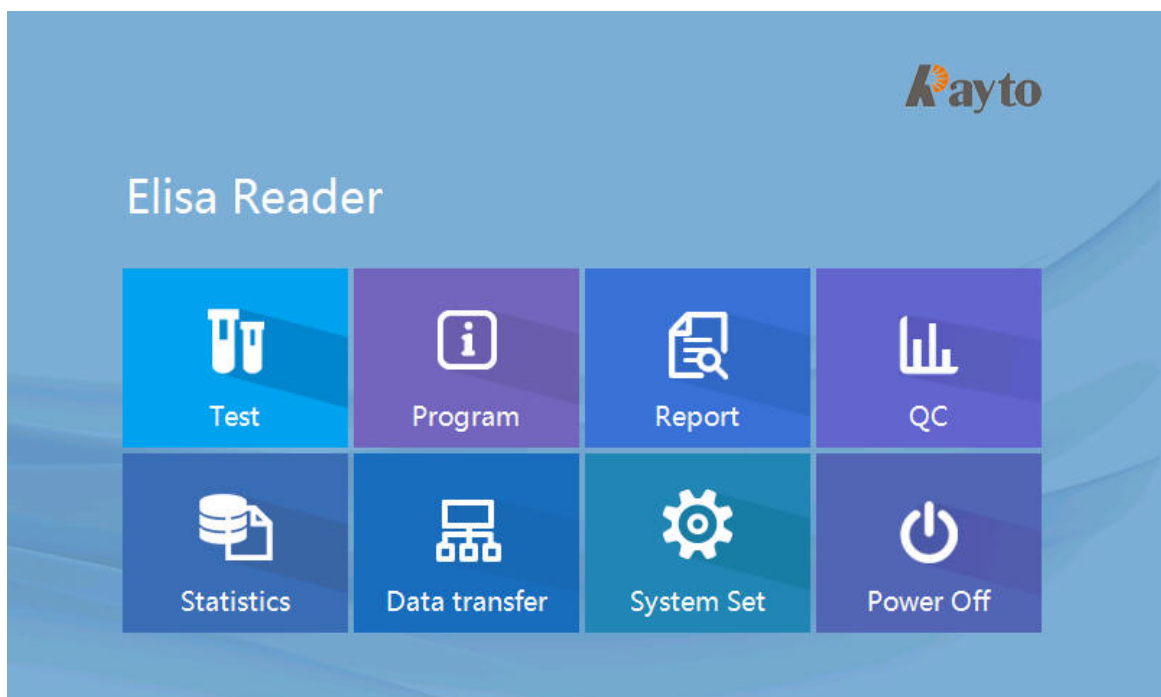 Rayto
Elisa Reader
Test
Program
Report
QC
Statistics
Data transfer
System Set
Power Off